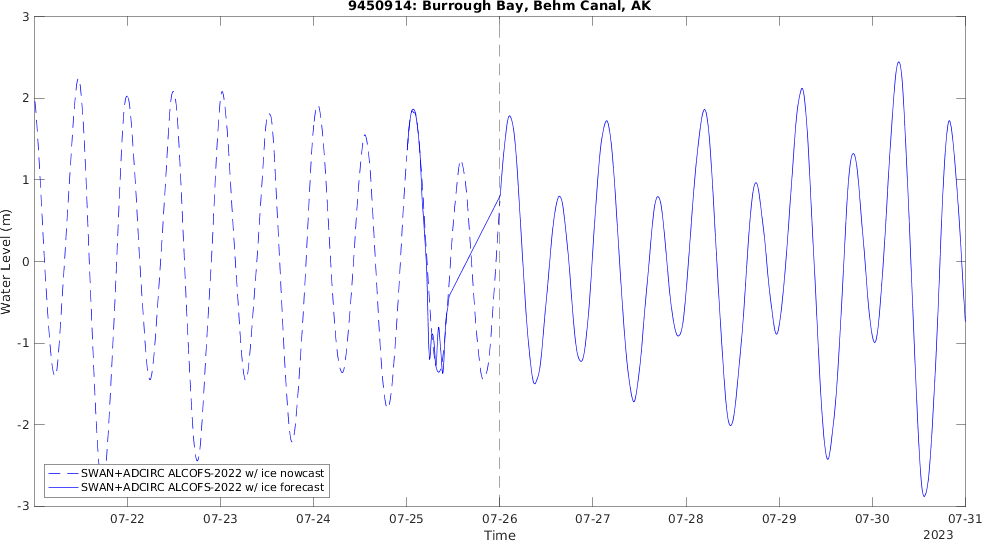 9450914: Burrough Bay, Behm Canal, AK
3
2
1
0
-1
-2
-3
Water Level (m)
SWAN+ADCIRC ALCOFS-2022 w/ ice nowcast
SWAN+ADCIRC ALCOFS-2022 w/ ice forecast
07-22 07-23 07-24 07-25 07-26 07-27 07-28 07-29 07-30 07-31
Time
2023